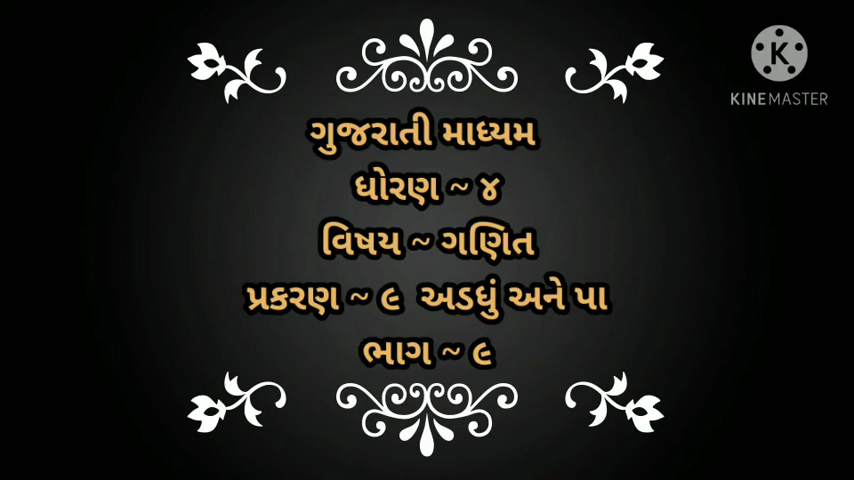 ગુજરાતી માધ્યમ
ધોરણ ~ ૪
વિષય ~ ગણિત
પ્રકરણ ~ ૯ અડધું અને પા
ભાગ ~ ૯
K
KINEMASTER